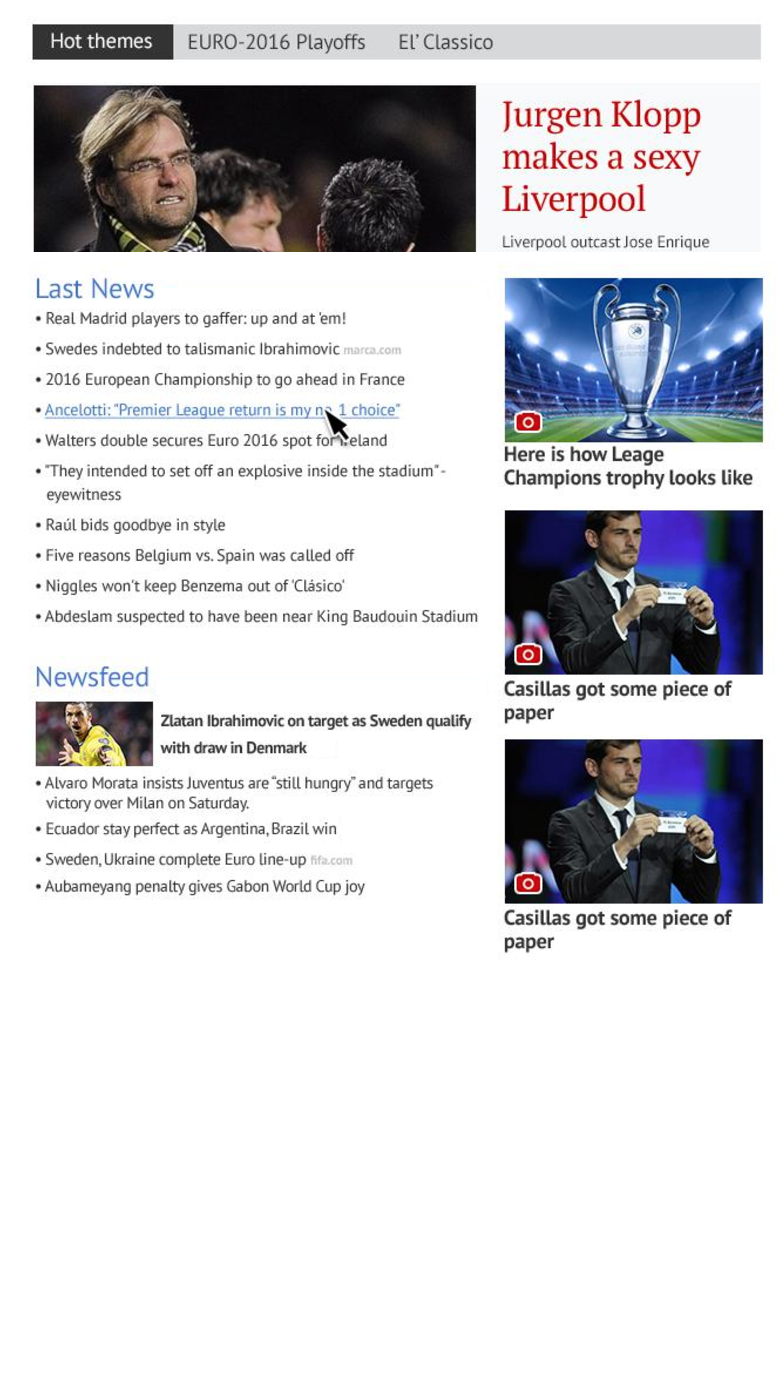 Hot themes
EURO-2016 Playoffs
El' Classico
Jurgen Klopp
makes a sexy
Liverpool
Liverpool outcast Jose Enrique
Last News
• Real Madrid players to gaffer: up and at 'em!
• Swedes indebted to talismanic Ibrahimovic marca.com
• 2016 European Championship to go ahead in France
• Ancelotti: "Premier League return is my no. 1 choice"
• Walters double secures Euro 2016 spot for Ireland
• "They intended to set off an explosive inside the stadium" -
eyewitness
• Raúl bids goodbye in style
• Five reasons Belgium vs. Spain was called off
• Niggles won't keep Benzema out of 'Clásico'
• Abdeslam suspected to have been near King Baudouin Stadium
Newsfeed
Zlatan Ibrahimovic on target as Sweden qualify
with draw in Denmark
• Alvaro Morata insists Juventus are “still hungry” and targets
victory over Milan on Saturday.
• Ecuador stay perfect as Argentina, Brazil win
• Sweden, Ukraine complete Euro line-up fifa.com
• Aubameyang penalty gives Gabon World Cup joy
Here is how Leage
Champions trophy looks like
Casillas got some piece of
paper
Casillas got some piece of
paper